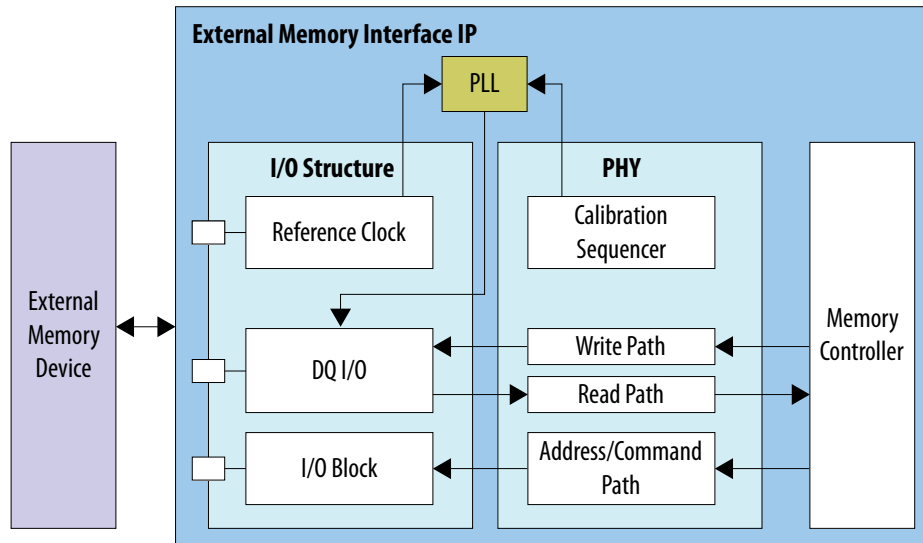 External Memory Interface IP
PLL
I/O Structure
PHY
Reference Clock
Calibration
Sequencer
External
Memory
Device
DQ I/O
Write Path
Read Path
Memory
Controller
I/O Block
Address/Command
Path